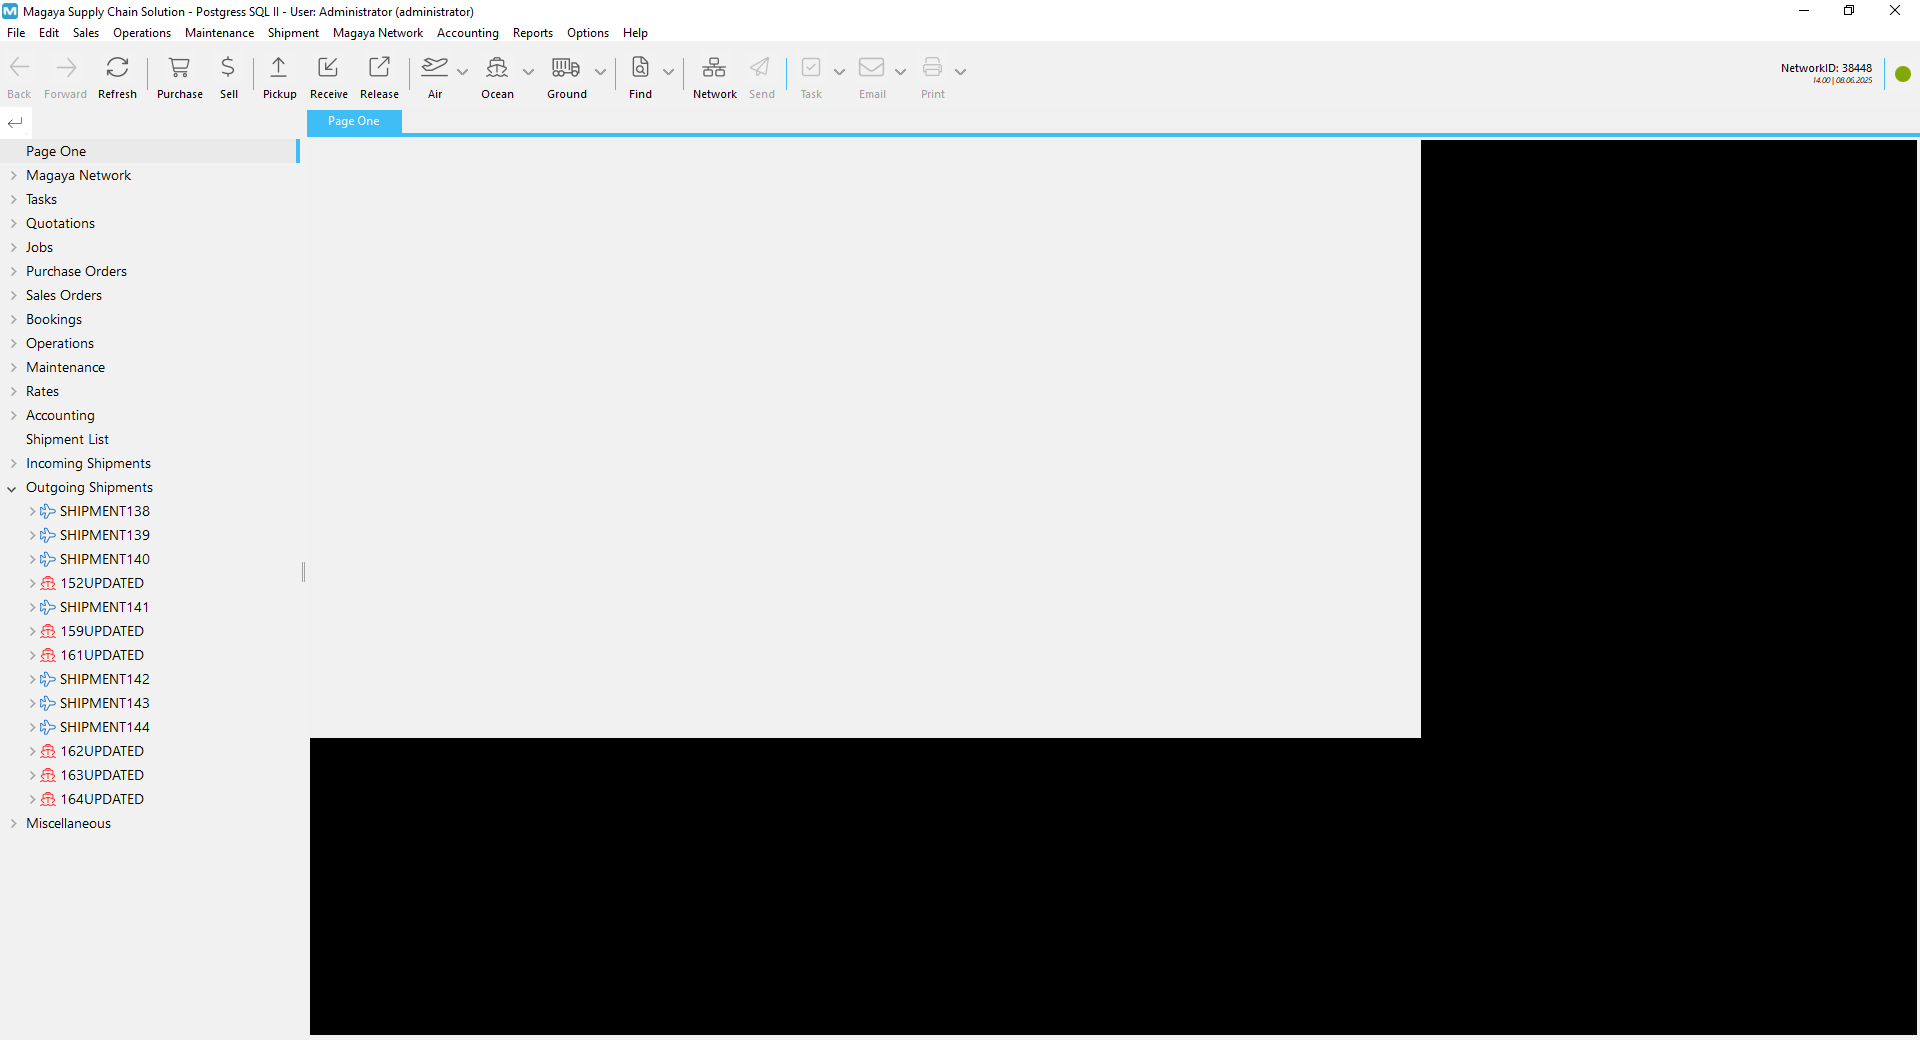 Magaya Supply Chain Solution - Postgress SQL II - User: Administrator (administrator)
File Edit Sales Operations Maintenance Shipment Magaya Network Accounting Reports Options Help
Back Forward Refresh Purchase Sell Pickup Receive Release Air Ocean Ground Find Network Send Task Email Print
NetworkID: 38448
14.00 | 08.06.2025
Page One
Page One
Magaya Network
Tasks
Quotations
Jobs
Purchase Orders
Sales Orders
Bookings
Operations
Maintenance
Rates
Accounting
Shipment List
Incoming Shipments
Outgoing Shipments
SHIPMENT138
SHIPMENT139
SHIPMENT140
152UPDATED
SHIPMENT141
159UPDATED
161UPDATED
SHIPMENT142
SHIPMENT143
SHIPMENT144
162UPDATED
163UPDATED
164UPDATED
Miscellaneous